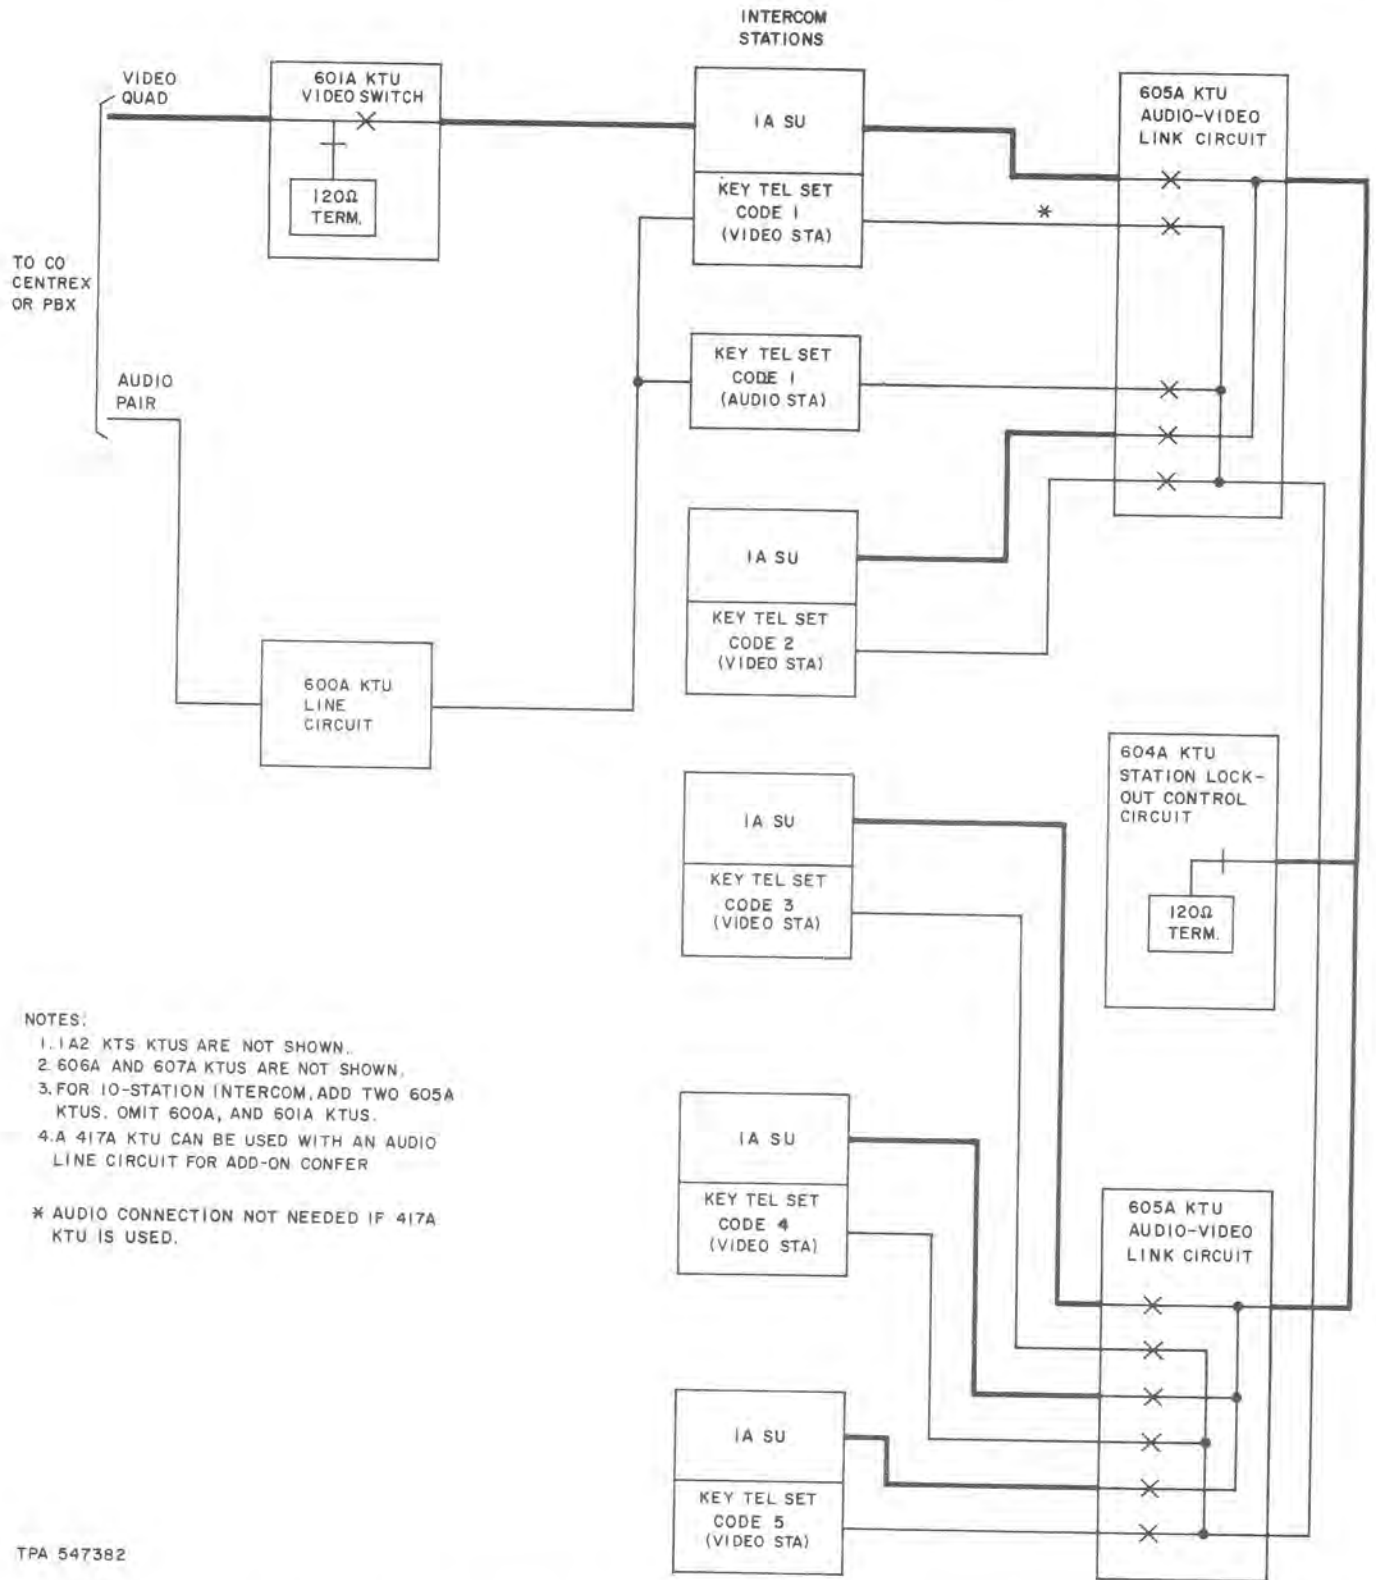 INTERCOM
STATIONS
VIDEO
QUAD
601A KTU
VIDEO SWITCH
120Ω
TERM.
1A SU
KEY TEL SET
CODE 1
(VIDEO STA)
*
605A KTU
AUDIO-VIDEO
LINK CIRCUIT
TO CO
CENTREX
OR PBX
AUDIO
PAIR
KEY TEL SET
CODE 1
(AUDIO STA)
1A SU
KEY TEL SET
CODE 2
(VIDEO STA)
600A KTU
LINE
CIRCUIT
604A KTU
STATION LOCK-
OUT CONTROL
CIRCUIT
120Ω
TERM.
1A SU
KEY TEL SET
CODE 3
(VIDEO STA)
NOTES:
1. 1A2 KTS KTUS ARE NOT SHOWN.
2. 606A AND 607A KTUS ARE NOT SHOWN.
3. FOR 10-STATION INTERCOM, ADD TWO 605A
KTUS. OMIT 600A, AND 601A KTUS.
4. A 417A KTU CAN BE USED WITH AN AUDIO
LINE CIRCUIT FOR ADD-ON CONFER
* AUDIO CONNECTION NOT NEEDED IF 417A
KTU IS USED.
1A SU
KEY TEL SET
CODE 4
(VIDEO STA)
605A KTU
AUDIO-VIDEO
LINK CIRCUIT
1A SU
KEY TEL SET
CODE 5
(VIDEO STA)
TPA 547382